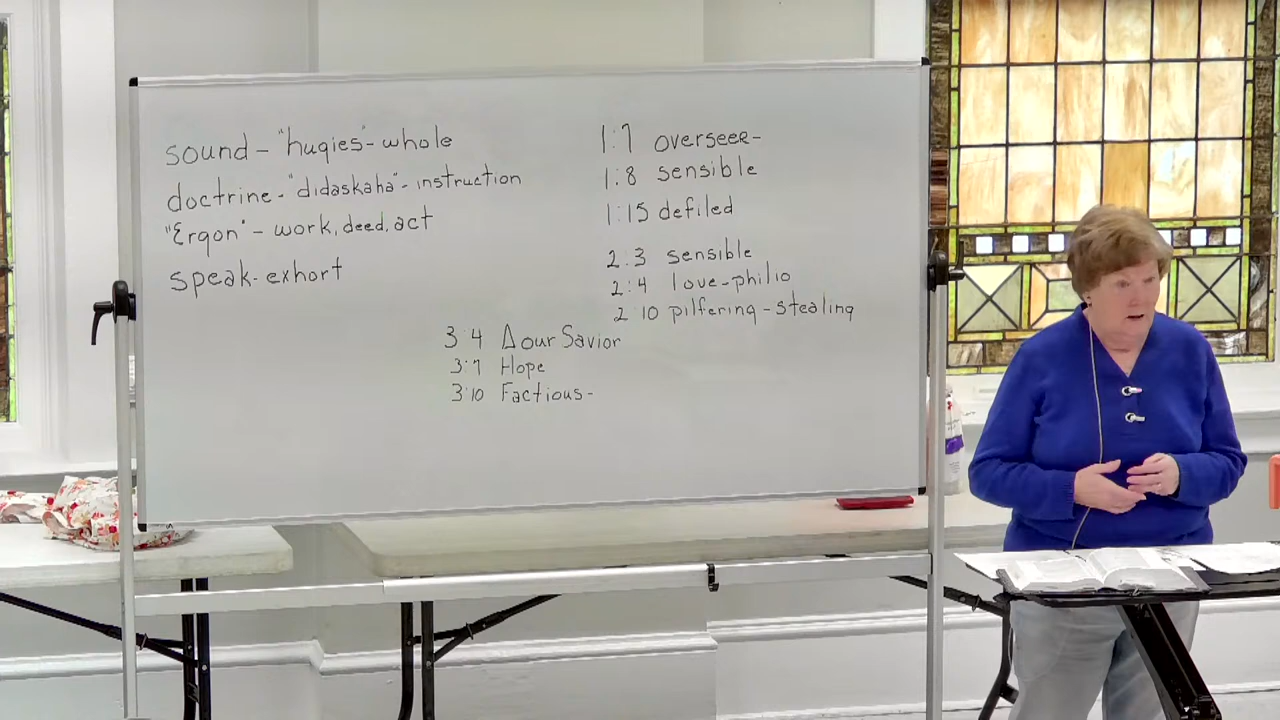 sound - "hugies" - whole
doctrine - "didaskaha" - instruction
"Ergon" - work, deed, act
speak - exhort
1:7 overseer -
1:8 sensible
1:15 defiled
2:3 sensible
2:4 love - philio
2:10 pilfering - stealing
3:4 Δ our Savior
3:7 Hope
3:10 Factious -